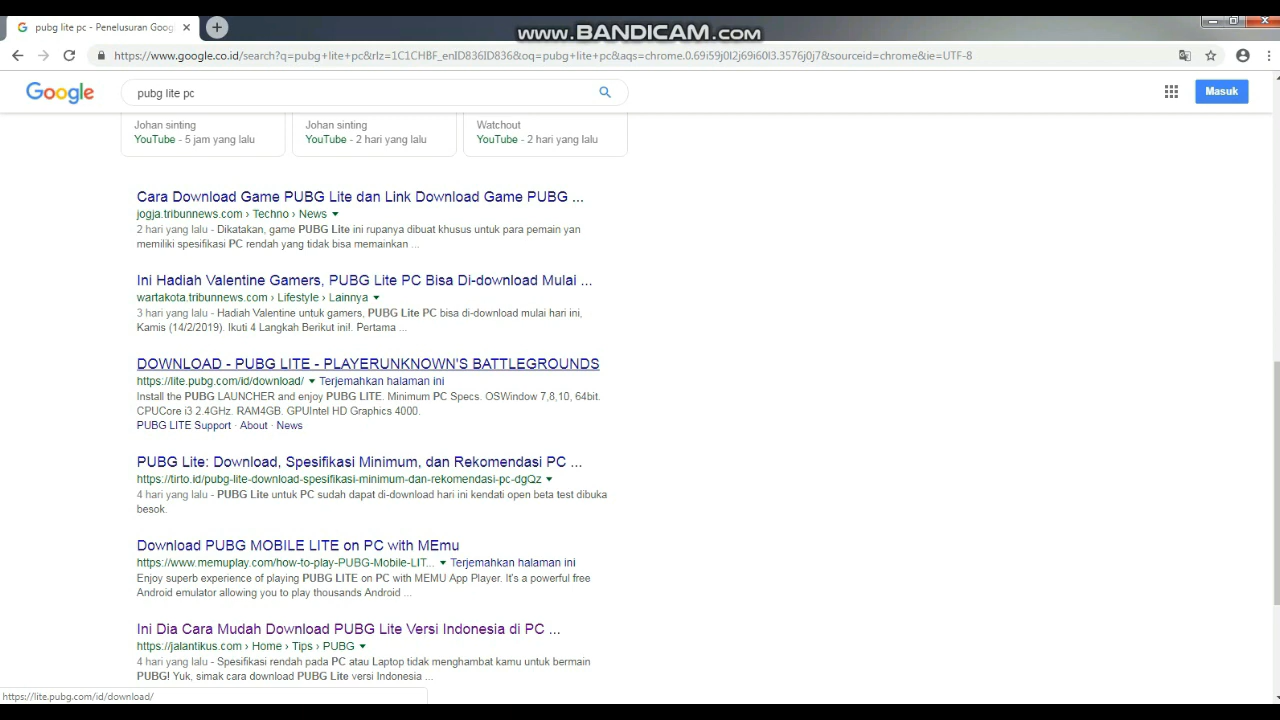 www.BANDICAM.com
pubg lite pc - Penelusuran Goog
https://www.google.co.id/search?q=pubg+lite+pc&rlz=1C1CHBF_enID836ID836&oq=pubg+lite+pc&aqs=chrome.0.69i59j0l2j69i60l3.3576j0j7&sourceid=chrome&ie=UTF-8
Google
pubg lite pc
Masuk
Johan sinting
YouTube - 5 jam yang lalu
Johan sinting
YouTube - 2 hari yang lalu
Watchout
YouTube - 2 hari yang lalu
Cara Download Game PUBG Lite dan Link Download Game PUBG ...
jogja.tribunnews.com › Techno › News
2 hari yang lalu - Dikatakan, game PUBG Lite ini rupanya dibuat khusus untuk para pemain yan
memiliki spesifikasi PC rendah yang tidak bisa memainkan ...
Ini Hadiah Valentine Gamers, PUBG Lite PC Bisa Di-download Mulai ...
wartakota.tribunnews.com › Lifestyle › Lainnya
3 hari yang lalu - Hadiah Valentine untuk gamers, PUBG Lite PC bisa di-download mulai hari ini,
Kamis (14/2/2019). Ikuti 4 Langkah Berikut ini!. Pertama ...
DOWNLOAD - PUBG LITE - PLAYERUNKNOWN'S BATTLEGROUNDS
https://lite.pubg.com/id/download/ Terjemahkan halaman ini
Install the PUBG LAUNCHER and enjoy PUBG LITE. Minimum PC Specs. OSWindow 7,8,10, 64bit.
CPUCore i3 2.4GHz. RAM4GB. GPUIntel HD Graphics 4000.
PUBG LITE Support · About · News
PUBG Lite: Download, Spesifikasi Minimum, dan Rekomendasi PC ...
https://tirto.id/pubg-lite-download-spesifikasi-minimum-dan-rekomendasi-pc-dgQz
4 hari yang lalu - PUBG Lite untuk PC sudah dapat di-download hari ini kendati open beta test dibuka
besok.
Download PUBG MOBILE LITE on PC with MEmu
https://www.memuplay.com/how-to-play-PUBG-Mobile-LIT... Terjemahkan halaman ini
Enjoy superb experience of playing PUBG LITE on PC with MEMU App Player. It's a powerful free
Android emulator allowing you to play thousands Android ...
Ini Dia Cara Mudah Download PUBG Lite Versi Indonesia di PC ...
https://jalantikus.com › Home › Tips › PUBG
4 hari yang lalu - Spesifikasi rendah pada PC atau Laptop tidak menghambat kamu untuk bermain
PUBG! Yuk, simak cara download PUBG Lite versi Indonesia ...
https://lite.pubg.com/id/download/